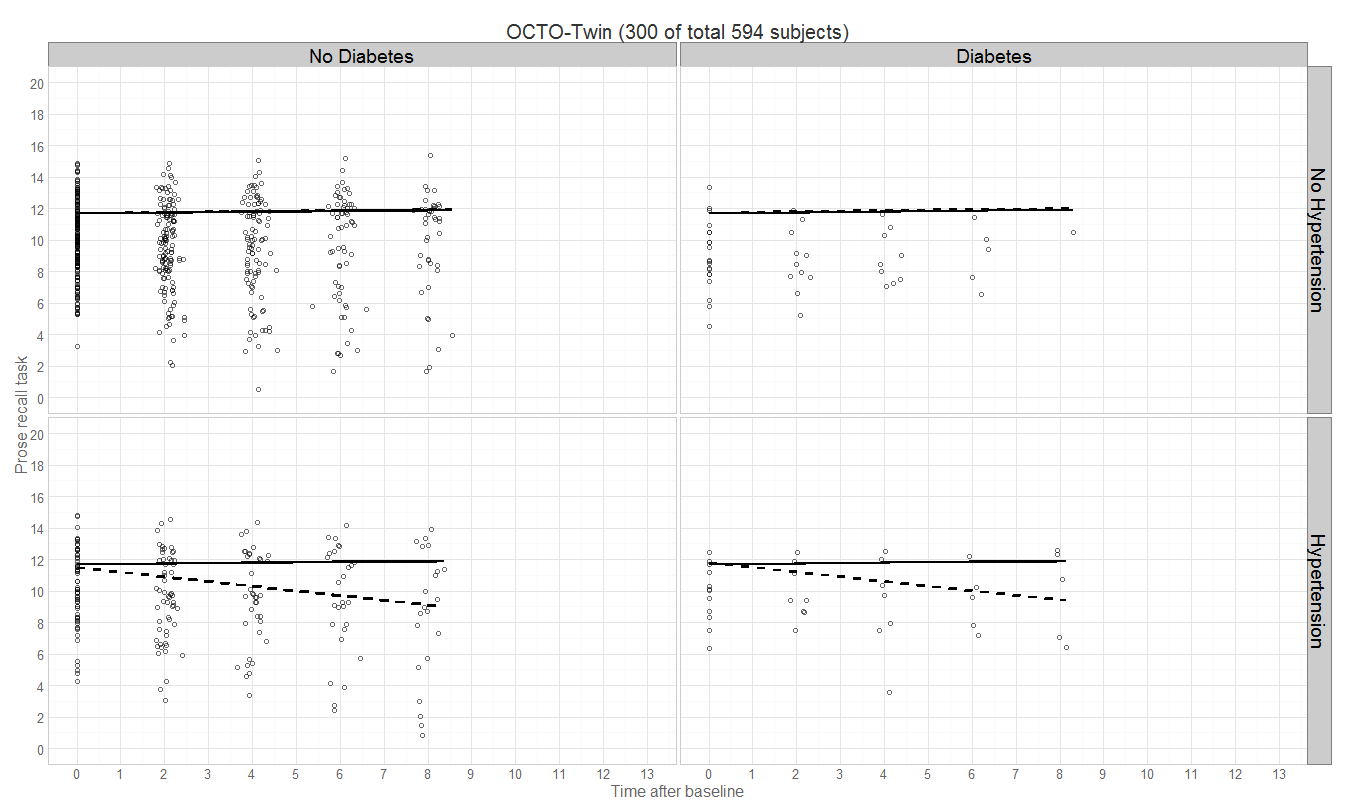 OCTO-Twin (300 of total 594 subjects)
No Diabetes
Diabetes
20
18
16
14
12
10
8
6
4
2
0
No Hypertension
Prose recall task
20
18
16
14
12
10
8
6
4
2
0
Hypertension
0 1 2 3 4 5 6 7 8 9 10 11 12 13
0 1 2 3 4 5 6 7 8 9 10 11 12 13
Time after baseline